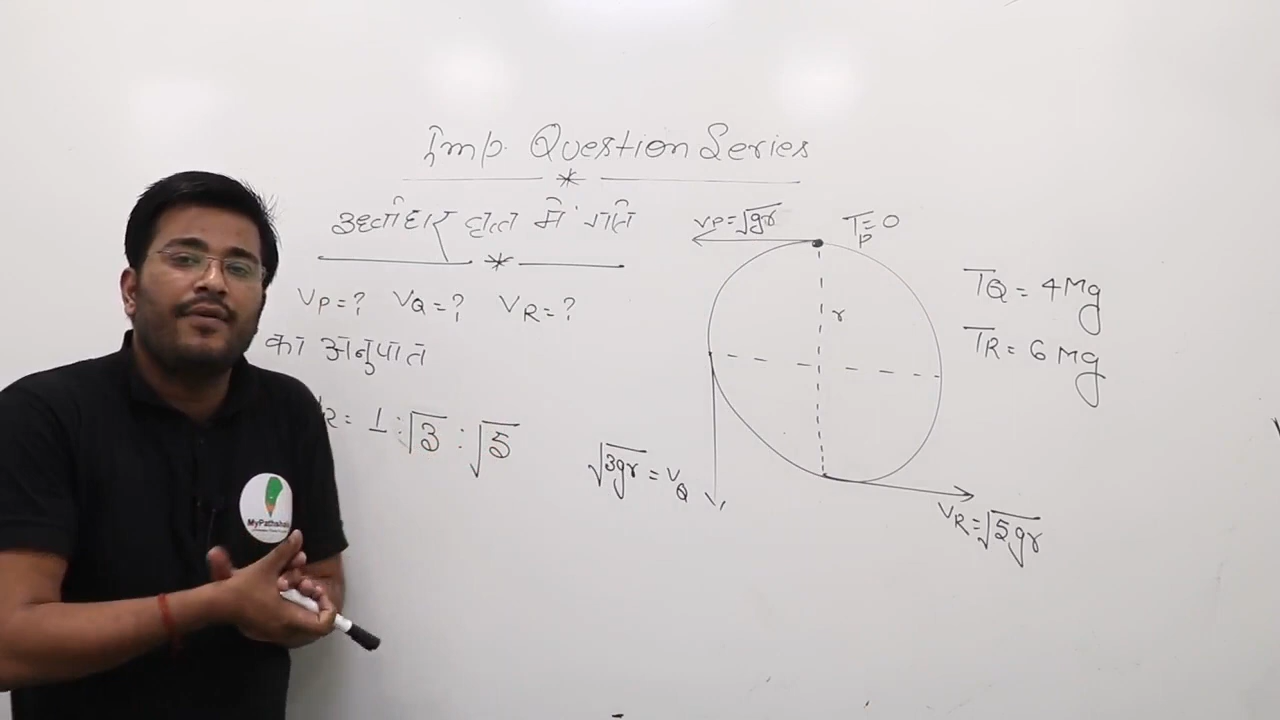 Imp. Question Series
उर्ध्वाधर वृत्त में गति
VP=? VQ=? VR=?
का अनुपात
R= 1:√3:√5
VP=√gr
TP=0
r
TQ=4Mg
TR=6Mg
√3gr=VQ
VR=√5gr
MyPathshala